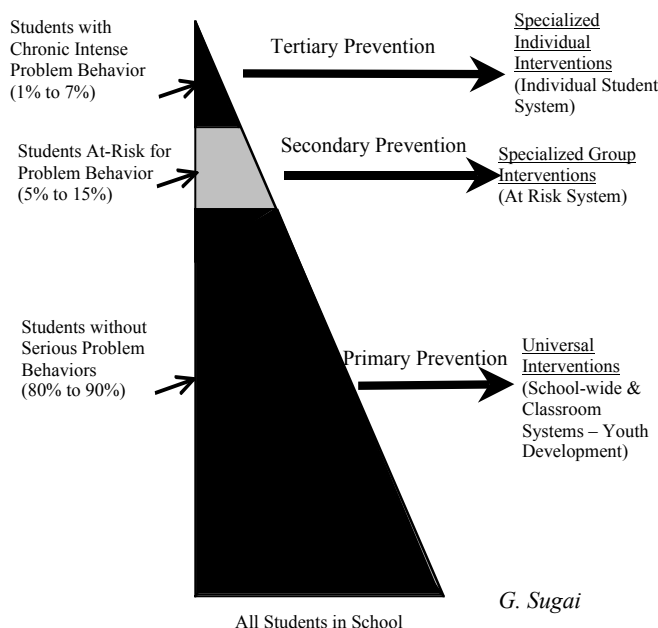 Students with
Chronic Intense
Problem Behavior
(1% to 7%)
Tertiary Prevention
Specialized
Individual
Interventions
(Individual Student
System)
Students At-Risk for
Problem Behavior
(5% to 15%)
Secondary Prevention
Specialized Group
Interventions
(At Risk System)
Students without
Serious Problem
Behaviors
(80% to 90%)
Primary Prevention
Universal
Interventions
(School-wide &
Classroom
Systems – Youth
Development)
G. Sugai
All Students in School